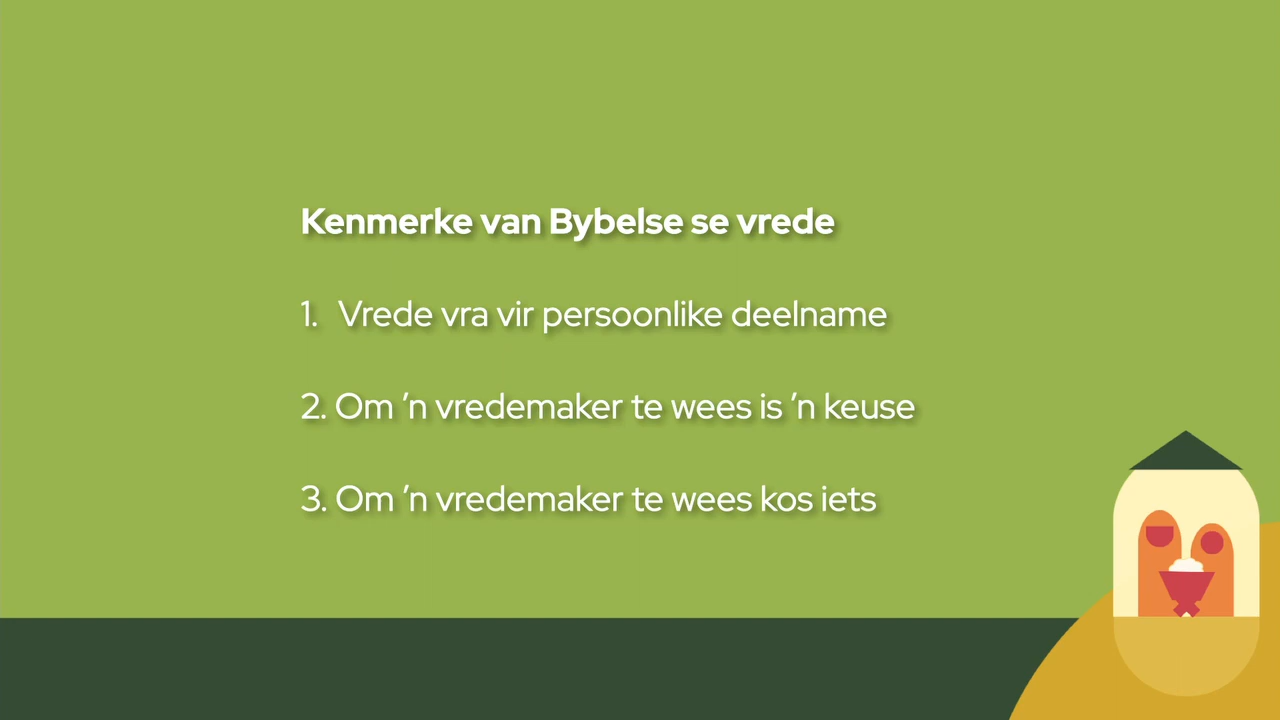 Kenmerke van Bybelse se vrede
1. Vrede vra vir persoonlike deelname
2. Om ’n vredemaker te wees is ’n keuse
3. Om ’n vredemaker te wees kos iets